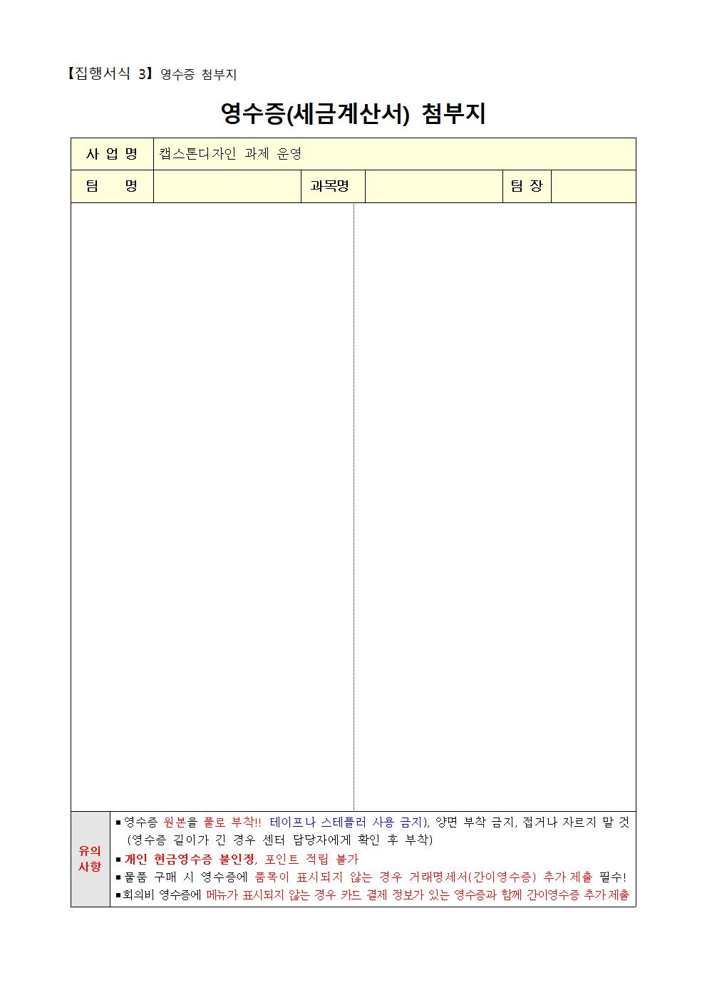 【집행서식 3】 영수증 첨부지
영수증(세금계산서) 첨부지
사 업 명 캡스톤디자인 과제 운영
팀 명 과목명 팀 장
▪영수증 원본을 풀로 부착!! 테이프나 스테플러 사용 금지), 양면 부착 금지, 접거나 자르지 말 것
(영수증 길이가 긴 경우 센터 담당자에게 확인 후 부착)
유의
사항
▪개인 현금영수증 불인정, 포인트 적립 불가
▪물품 구매 시 영수증에 품목이 표시되지 않는 경우 거래명세서(간이영수증) 추가 제출 필수!
▪회의비 영수증에 메뉴가 표시되지 않는 경우 카드 결제 정보가 있는 영수증과 함께 간이영수증 추가 제출